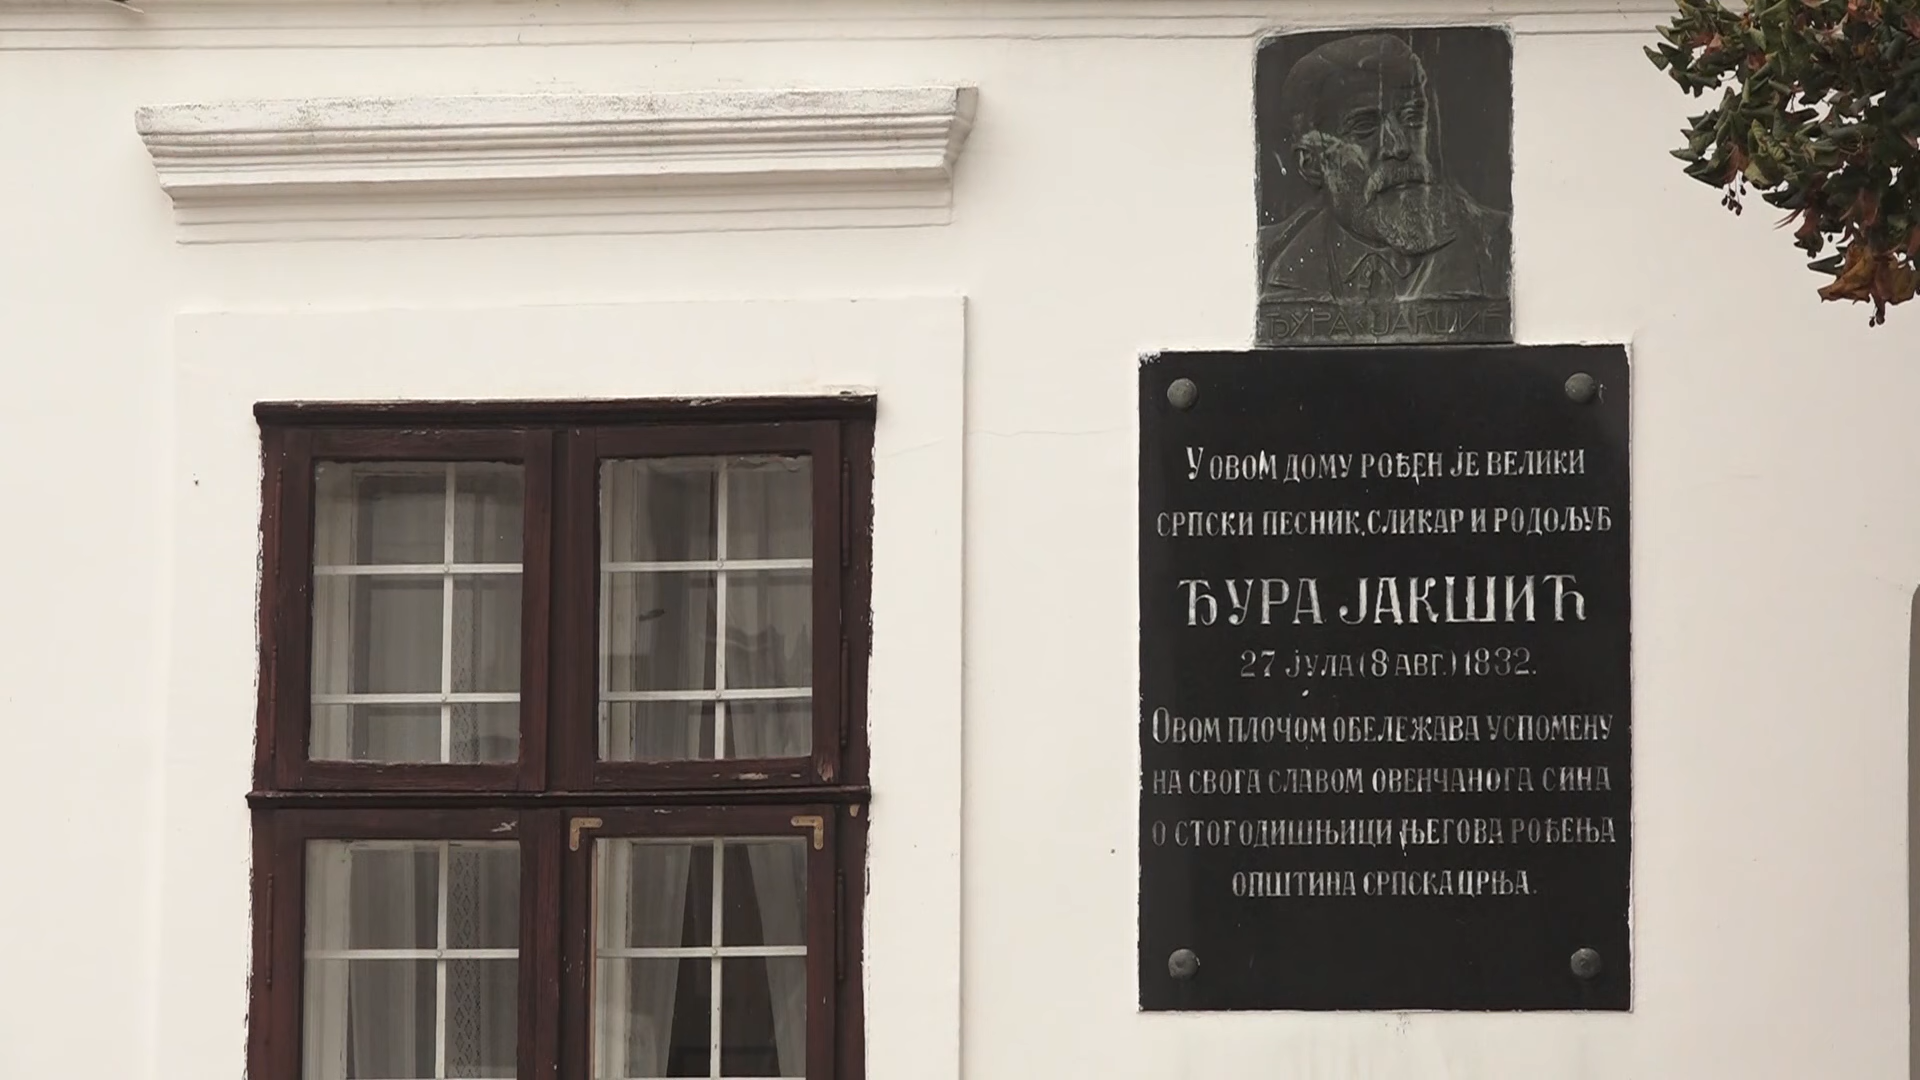 ЂУРА ЈАКШИЋ
У ОВОМ ДОМУ РОЂЕН ЈЕ ВЕЛИКИ
СРПСКИ ПЕСНИК, СЛИКАР И РОДОЉУБ
ЂУРА ЈАКШИЋ
27 ЈУЛА (8 АВГ.) 1832.
ОВОМ ПЛОЧОМ ОБЕЛЕЖАВА УСПОМЕНУ
НА СВОГА СЛАВОМ ОВЕНЧАНОГА СИНА
О СТОГОДИШЊИЦИ ЊЕГОВА РОЂЕЊА
ОПШТИНА СРПСКА ЦРЊА.